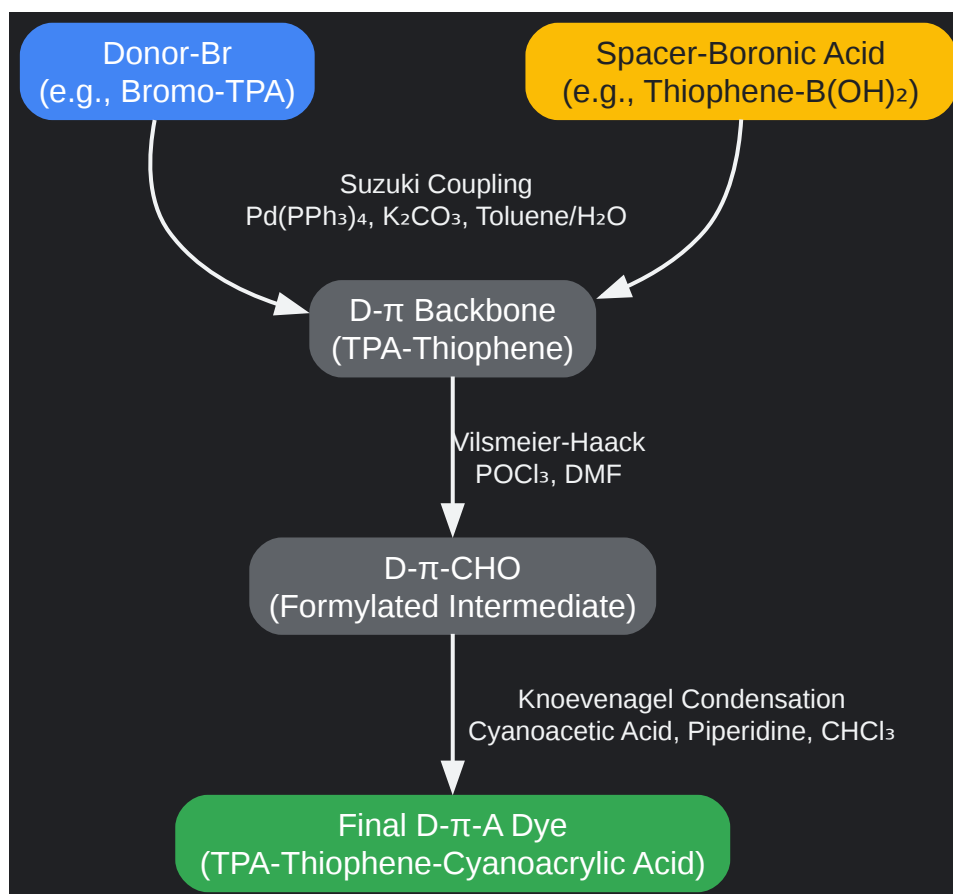 Donor-Br
(e.g., Bromo-TPA)
Spacer-Boronic Acid
(e.g., Thiophene-B(OH)₂)
Suzuki Coupling
Pd(PPh₃)₄, K₂CO₃, Toluene/H₂O
D-π Backbone
(TPA-Thiophene)
Vilsmeier-Haack
POCl₃, DMF
D-π-CHO
(Formylated Intermediate)
Knoevenagel Condensation
Cyanoacetic Acid, Piperidine, CHCl₃
Final D-π-A Dye
(TPA-Thiophene-Cyanoacrylic Acid)